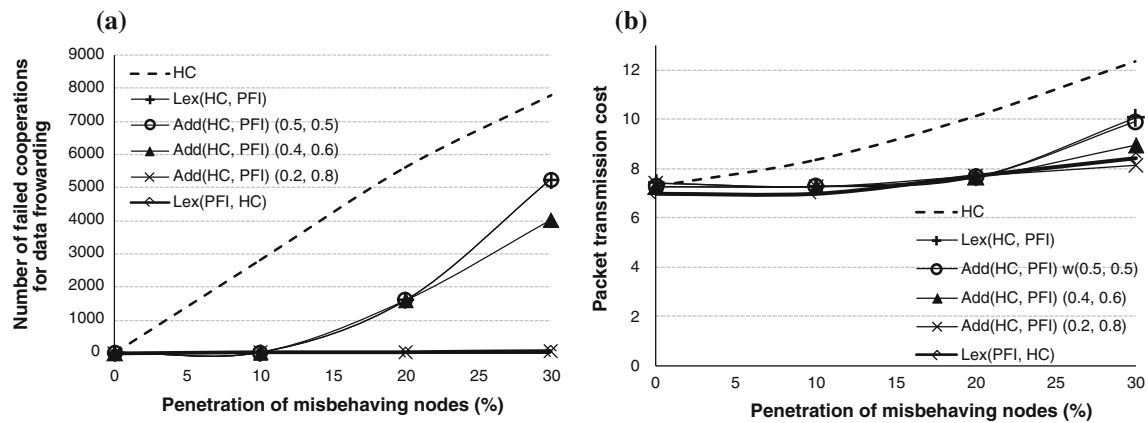 (a)
Number of failed cooperations
for data frowarding
9000
8000
7000
6000
5000
4000
3000
2000
1000
0
HC
Lex(HC, PFI)
Add(HC, PFI) (0.5, 0.5)
Add(HC, PFI) (0.4, 0.6)
Add(HC, PFI) (0.2, 0.8)
Lex(PFI, HC)
0 5 10 15 20 25 30
Penetration of misbehaving nodes (%)
(b)
Packet transmission cost
12
10
8
6
4
2
0
HC
Lex(HC, PFI)
Add(HC, PFI) w(0.5, 0.5)
Add(HC, PFI) (0.4, 0.6)
Add(HC, PFI) (0.2, 0.8)
Lex(PFI, HC)
0 5 10 15 20 25 30
Penetration of misbehaving nodes (%)